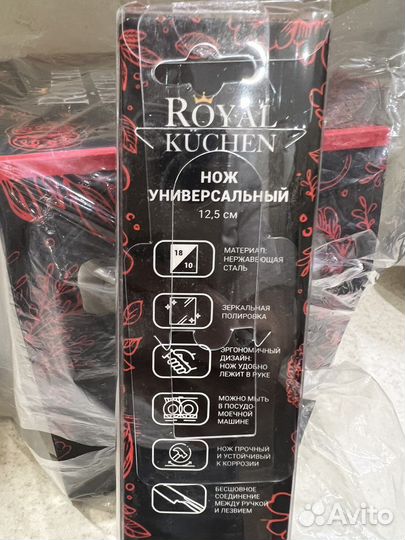 ROYAL
KÜCHEN
НОЖ
УНИВЕРСАЛЬНЫЙ
12,5 см
18
10
МАТЕРИАЛ:
НЕРЖАВЕЮЩАЯ
СТАЛЬ
ЗЕРКАЛЬНАЯ
ПОЛИРОВКА
ЭРГОНОМИЧНЫЙ
ДИЗАЙН:
НОЖ УДОБНО
ЛЕЖИТ В РУКЕ
МОЖНО МЫТЬ
В ПОСУДО-
МОЕЧНОЙ
МАШИНЕ
НОЖ ПРОЧНЫЙ
И УСТОЙЧИВЫЙ
К КОРРОЗИИ
БЕСШОВНОЕ
СОЕДИНЕНИЕ
МЕЖДУ РУЧКОЙ
И ЛЕЗВИЕМ
Avito